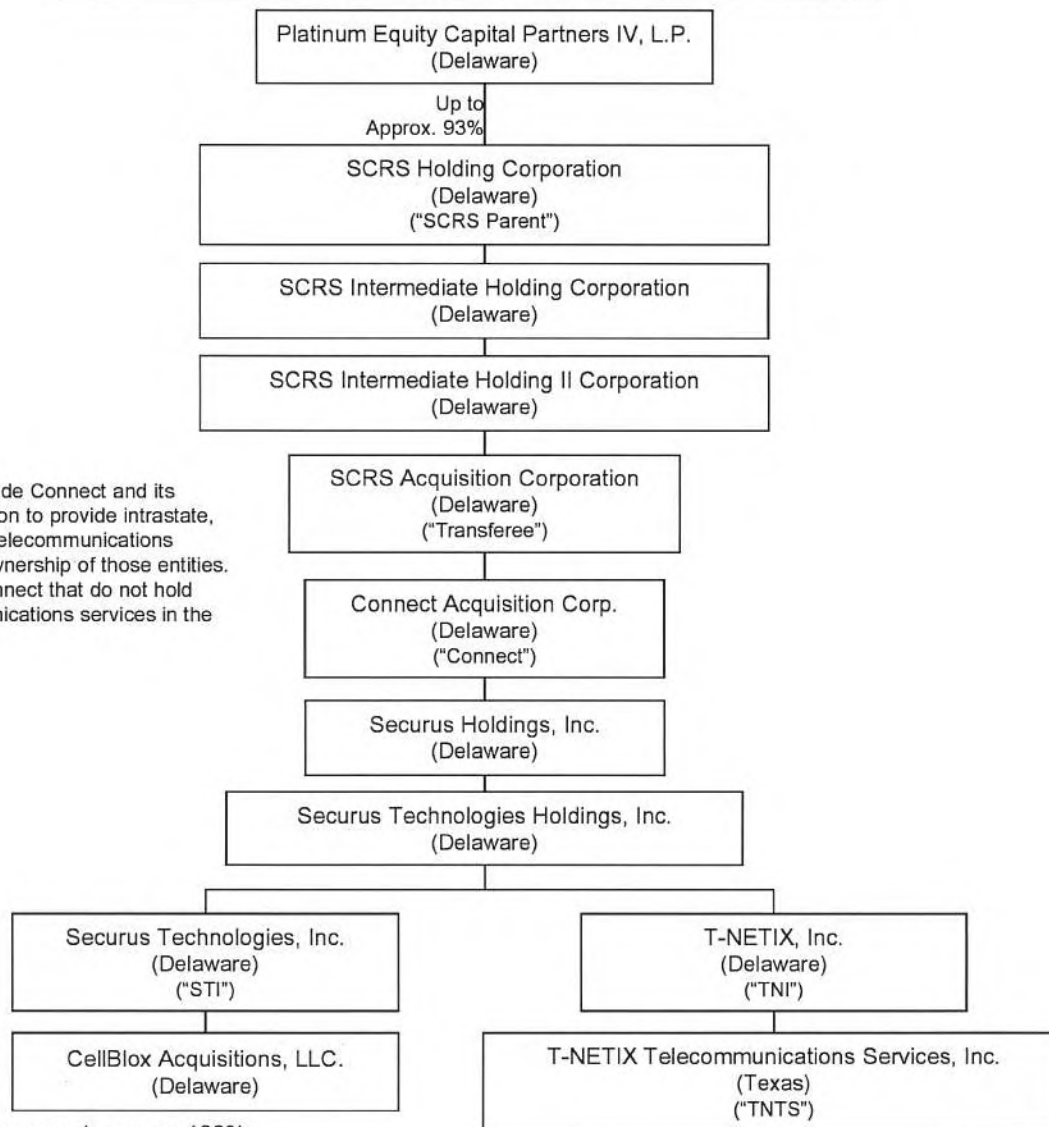 Platinum Equity Capital Partners IV, L.P.
(Delaware)
Up to
Approx. 93%
SCRS Holding Corporation
(Delaware)
("SCRS Parent")
SCRS Intermediate Holding Corporation
(Delaware)
SCRS Intermediate Holding II Corporation
(Delaware)
de Connect and its
on to provide intrastate,
elecommunications
wnership of those entities.
nnect that do not hold
nications services in the
SCRS Acquisition Corporation
(Delaware)
("Transferee")
Connect Acquisition Corp.
(Delaware)
("Connect")
Securus Holdings, Inc.
(Delaware)
Securus Technologies Holdings, Inc.
(Delaware)
Securus Technologies, Inc.
(Delaware)
("STI")
T-NETIX, Inc.
(Delaware)
("TNI")
CellBlox Acquisitions, LLC.
(Delaware)
T-NETIX Telecommunications Services, Inc.
(Texas)
("TNTS")